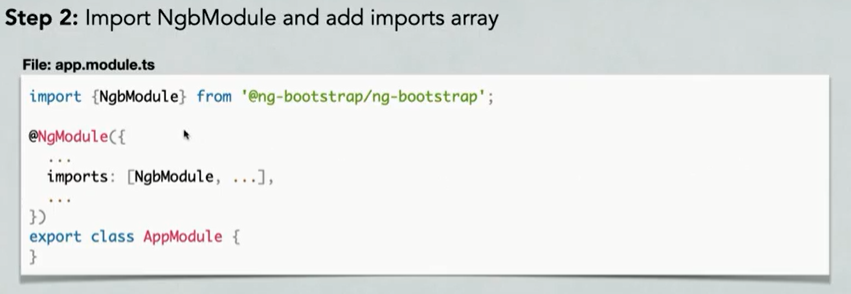 Step 2: Import NgbModule and add imports array
File: app.module.ts
import {NgbModule} from '@ng-bootstrap/ng-bootstrap';
@NgModule({
...
imports: [NgbModule, ...],
...
})
export class AppModule {
}